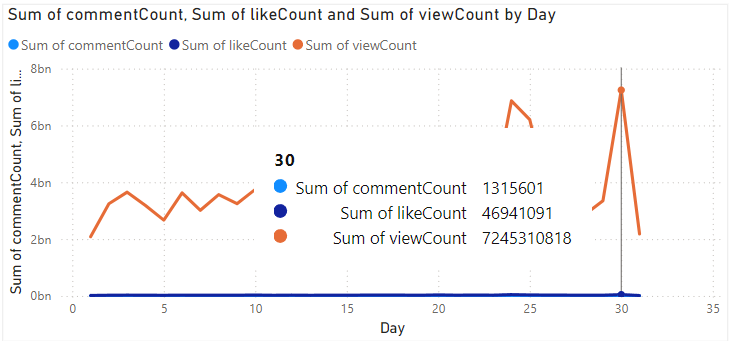 Sum of commentCount, Sum of likeCount and Sum of viewCount by Day
Sum of commentCount Sum of likeCount Sum of viewCount
Sum of commentCount, Sum of li...
8bn
6bn
4bn
2bn
0bn
30
Sum of commentCount 1315601
Sum of likeCount 46941091
Sum of viewCount 7245310818
0 5 10 15 20 25 30 35
Day